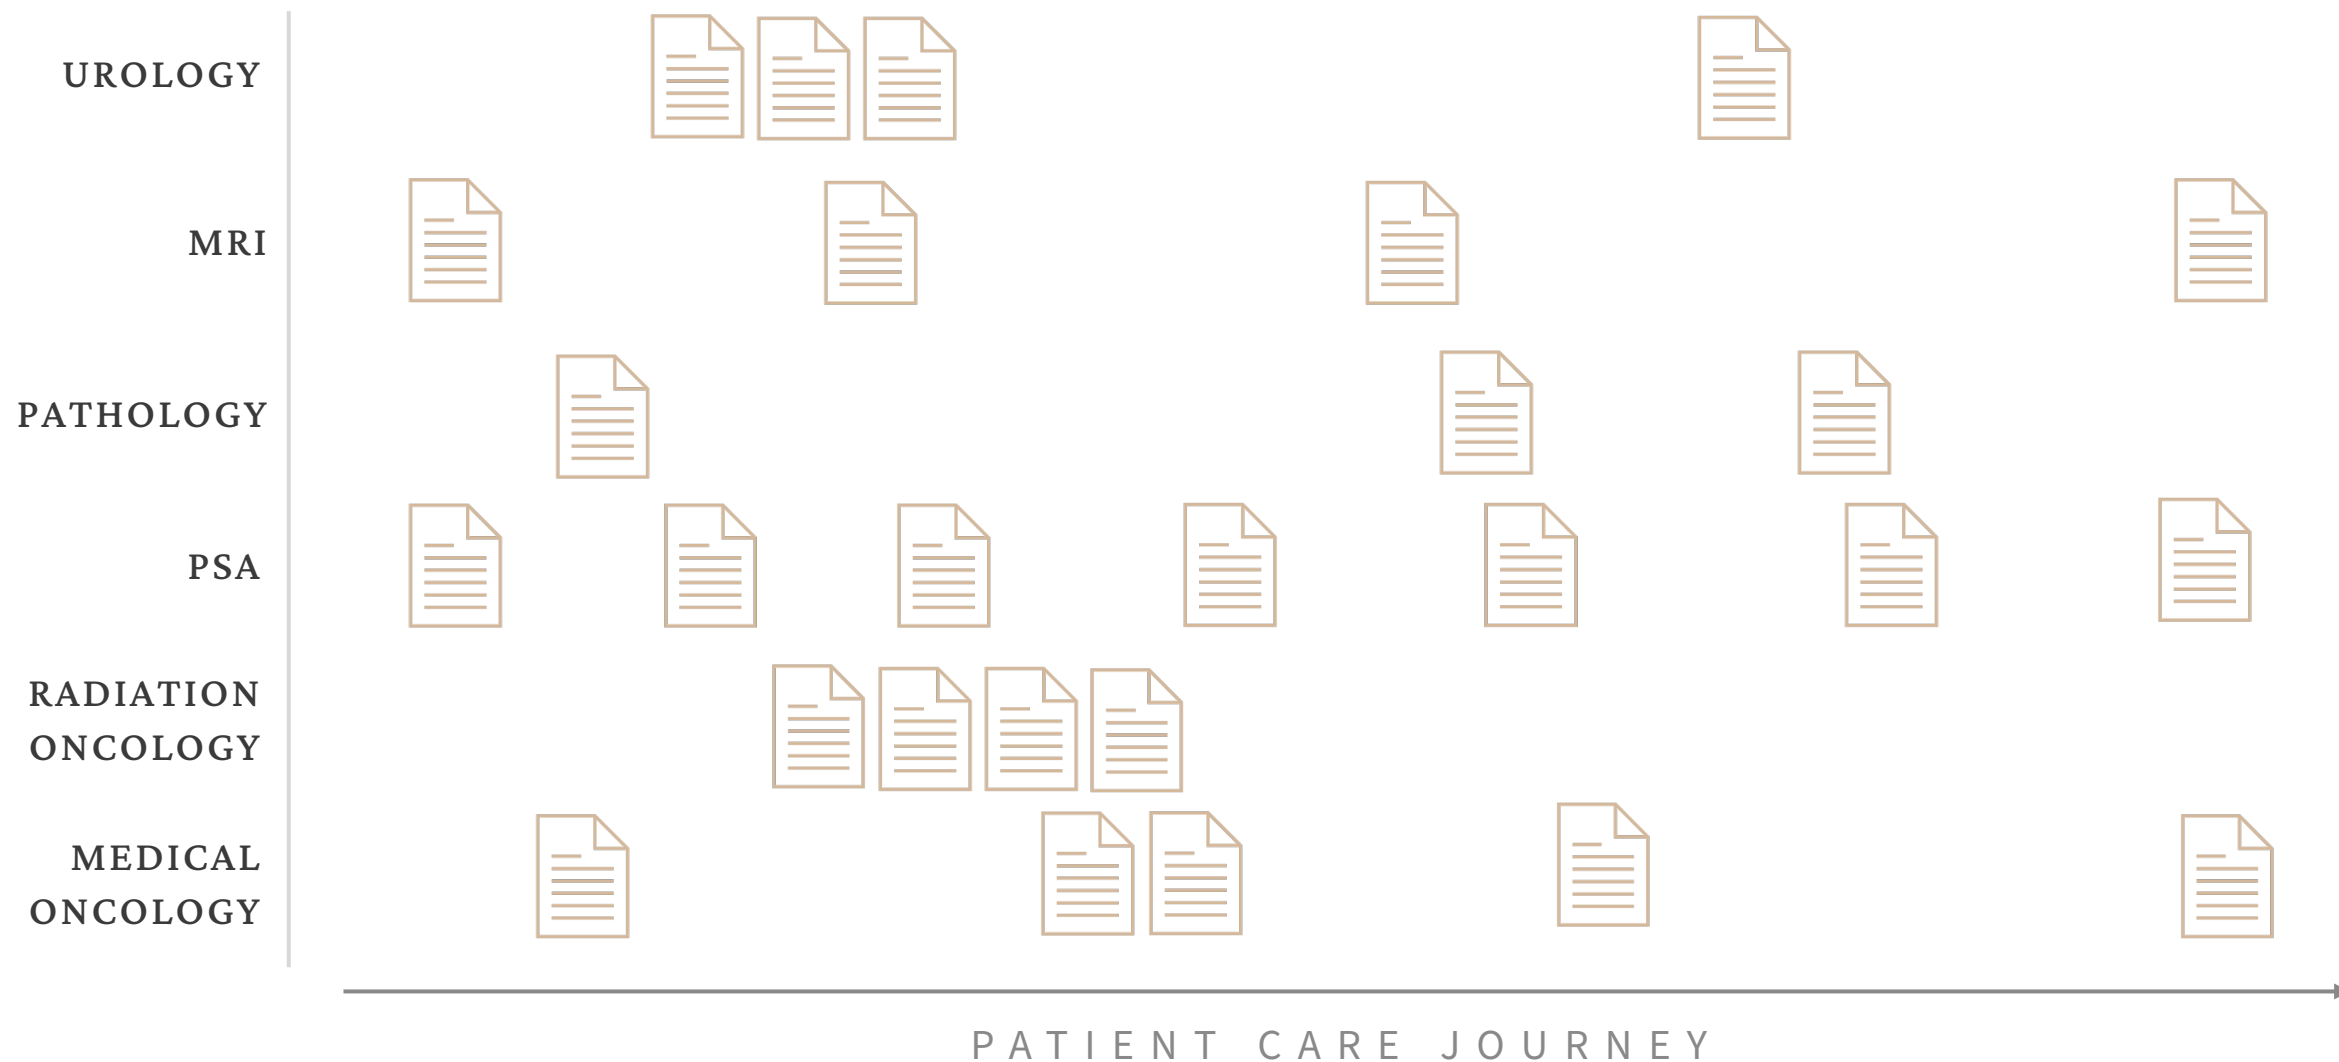 UROLOGY
MRI
PATHOLOGY
PSA
RADIATION
ONCOLOGY
MEDICAL
ONCOLOGY
PATIENT CARE JOURNEY